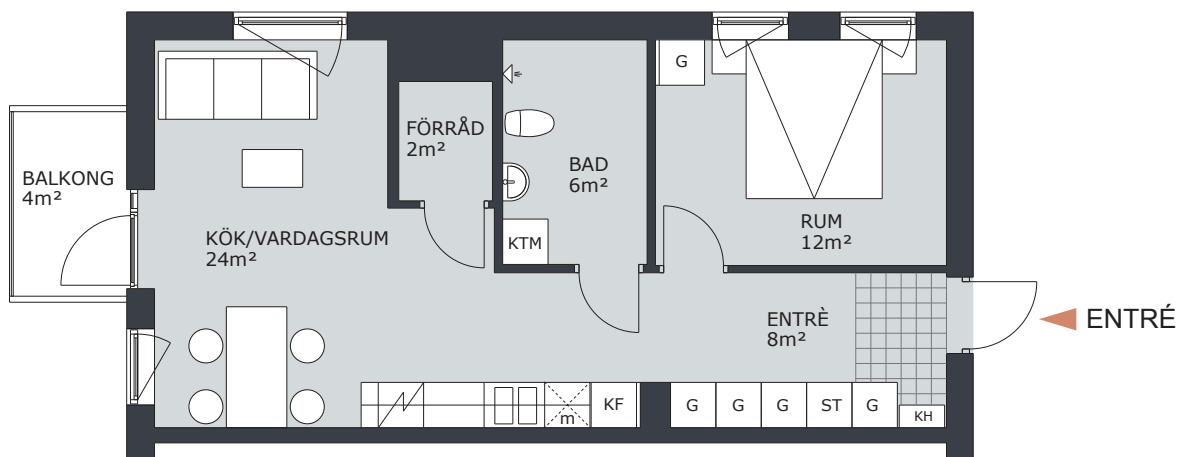 G
FÖRRÅD
2m²
BAD
6m²
BALKONG
4m²
RUM
12m²
KÖK/VARDAGSRUM
24m²
KTM
ENTRÈ
8m²
ENTRÉ
m
KF
G
G
G
ST
G
KH